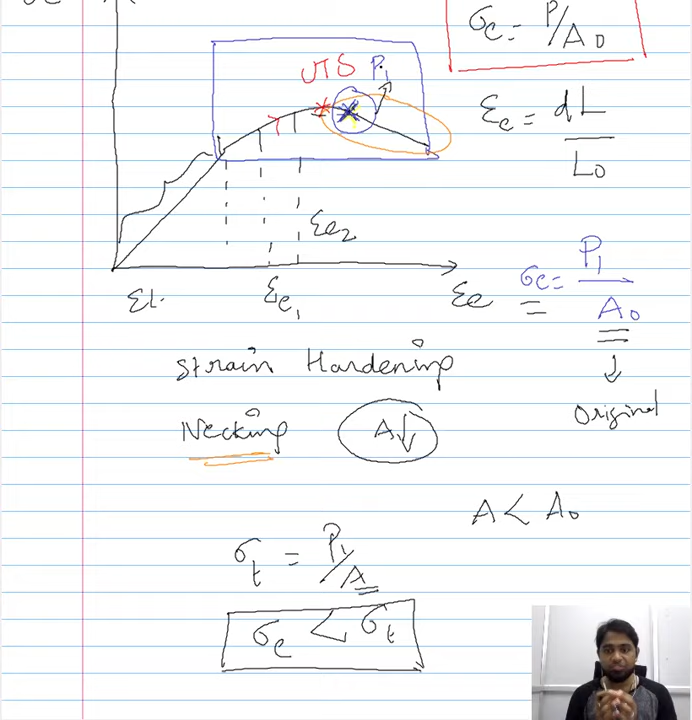 σe = P/A0
UTS P1
εe = dL/L0
εe2
εe1
εe
σe = P1/A0
Strain Hardening
Original
Necking A↓
A < A0
σt = P1/A
σe < σt